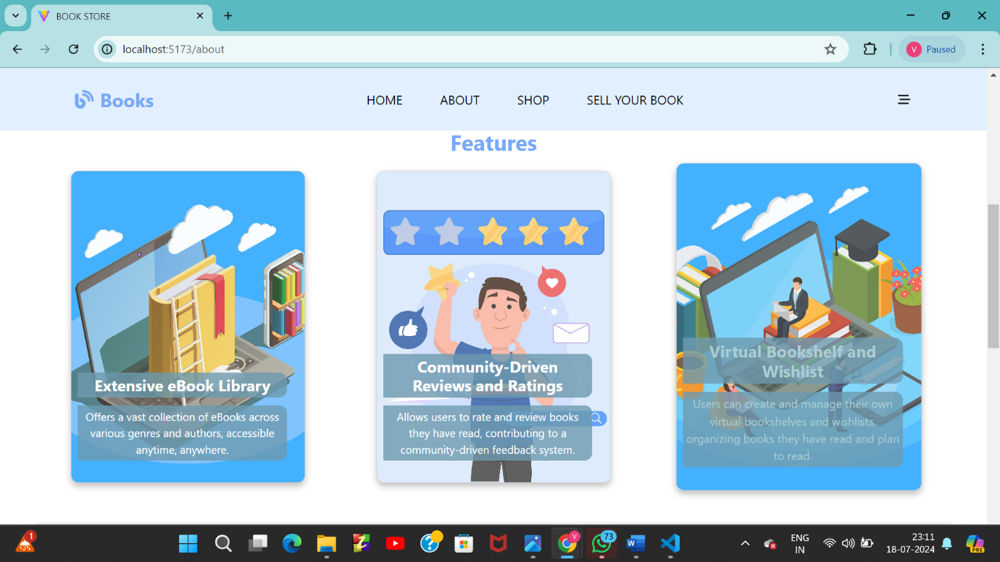 BOOK STORE
localhost:5173/about
V Paused
Books
HOME ABOUT SHOP SELL YOUR BOOK
Features
Extensive eBook Library
Offers a vast collection of eBooks across
various genres and authors, accessible
anytime, anywhere.
Community-Driven
Reviews and Ratings
Allows users to rate and review books
they have read, contributing to a
community-driven feedback system.
Virtual Bookshelf and
Wishlist
Users can create and manage their own
virtual bookshelves and wishlists,
organizing books they have read and plan
to read.
1
V
73
ENG
IN
23:11
18-07-2024
PRE